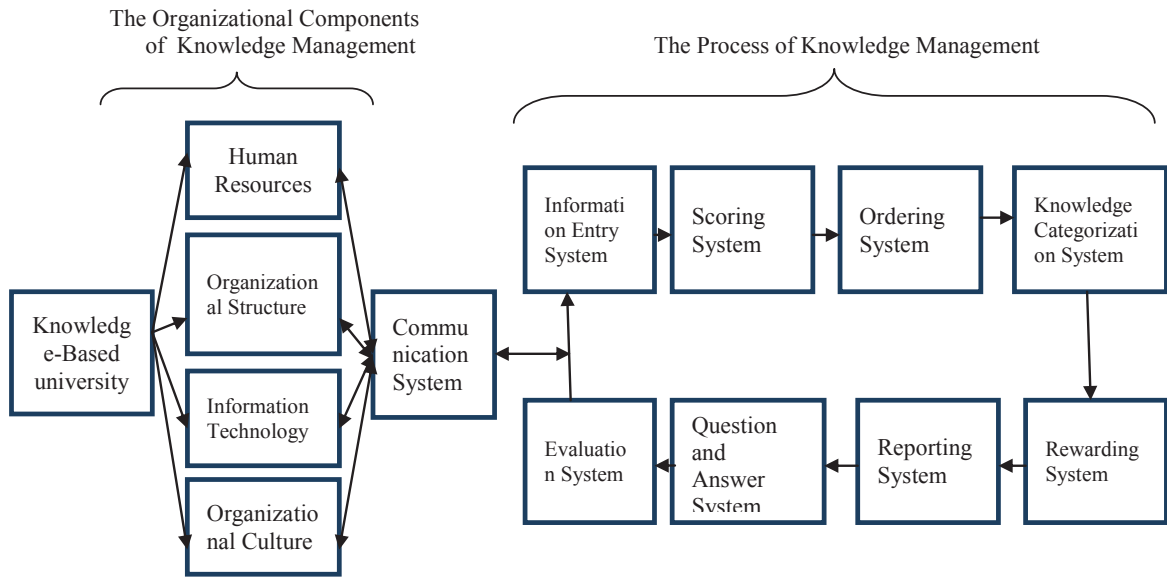 The Organizational Components
of Knowledge Management
The Process of Knowledge Management
Human
Resources
Organization
al Structure
Information
Technology
Organizatio
nal Culture
Knowledg
e-Based
university
Commu
nication
System
Informati
on Entry
System
Scoring
System
Ordering
System
Knowledge
Categorizati
on System
Evaluatio
n System
Question
and
Answer
System
Reporting
System
Rewarding
System